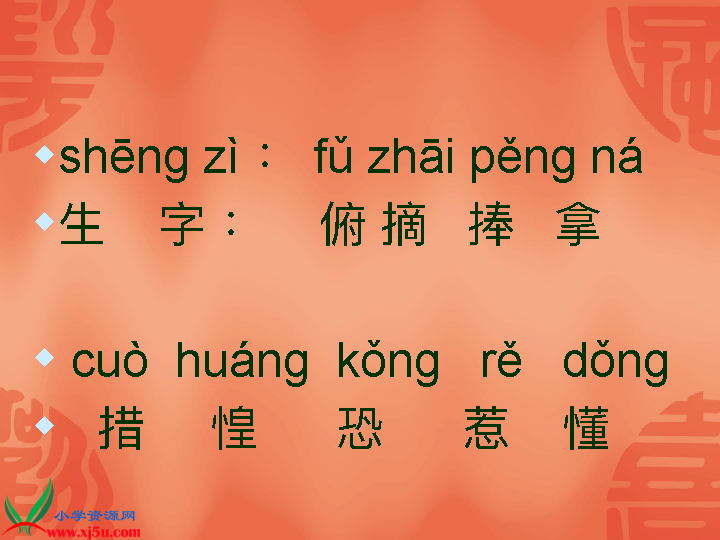 shēng zì： fǔ zhāi pěng ná
生 字： 俯 摘 捧 拿
cuò huáng kǒng rě dǒng
措 惶 恐 惹 懂
小学资源网
www.xj5u.com